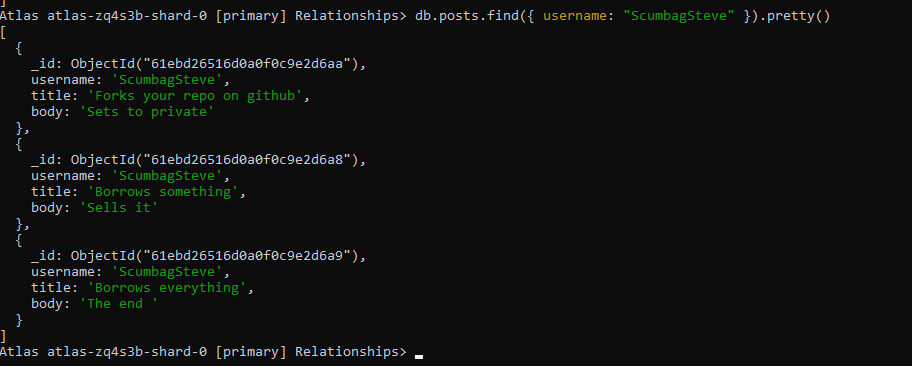 ]
Atlas atlas-zq4s3b-shard-0 [primary] Relationships> db.posts.find({ username: "ScumbagSteve" }).pretty()
[
  {
    _id: ObjectId("61ebd26516d0a0f0c9e2d6aa"),
    username: 'ScumbagSteve',
    title: 'Forks your repo on github',
    body: 'Sets to private'
  },
  {
    _id: ObjectId("61ebd26516d0a0f0c9e2d6a8"),
    username: 'ScumbagSteve',
    title: 'Borrows something',
    body: 'Sells it'
  },
  {
    _id: ObjectId("61ebd26516d0a0f0c9e2d6a9"),
    username: 'ScumbagSteve',
    title: 'Borrows everything',
    body: 'The end '
  }
]
Atlas atlas-zq4s3b-shard-0 [primary] Relationships>